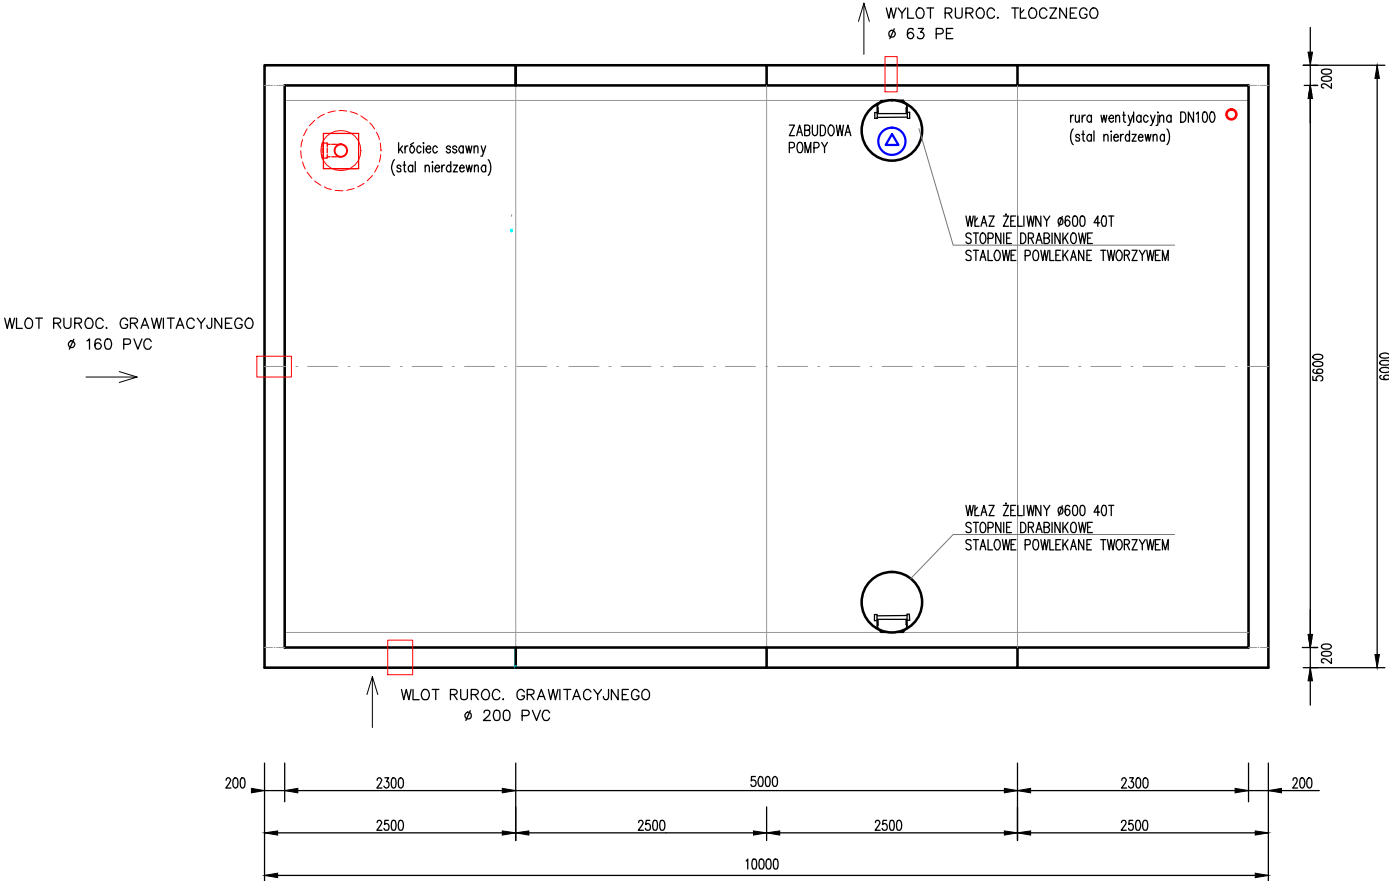 WYLOT RUROC. TŁOCZNEGO
ø 63 PE
200
rura wentylacyjna DN100
(stal nierdzewna)
ZABUDOWA
POMPY
króciec ssawny
(stal nierdzewna)
WŁAZ ŻELIWNY ø600 40T
STOPNIE DRABINKOWE
STALOWE POWLEKANE TWORZYWEM
WLOT RUROC. GRAWITACYJNEGO
ø 160 PVC
5600
6000
WŁAZ ŻELIWNY ø600 40T
STOPNIE DRABINKOWE
STALOWE POWLEKANE TWORZYWEM
200
WLOT RUROC. GRAWITACYJNEGO
ø 200 PVC
200 2300 5000 2300 200
2500 2500 2500 2500
10000